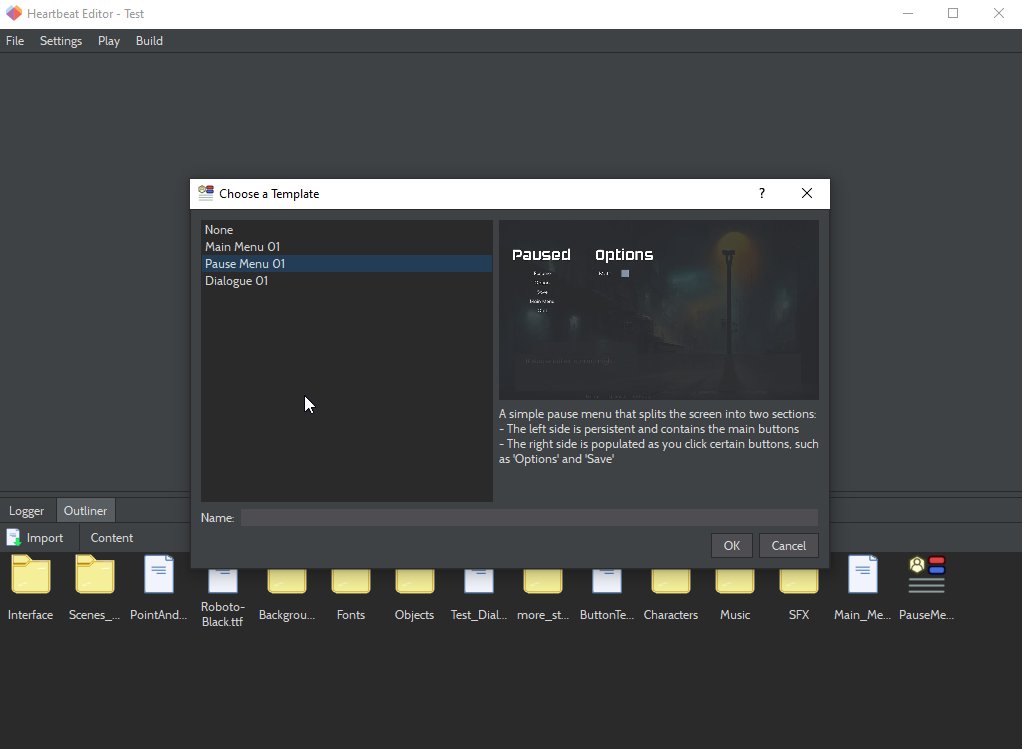 Heartbeat Editor - Test
File Settings Play Build
Choose a Template
?
None
Main Menu 01
Pause Menu 01
Dialogue 01
Paused Options
Main Menu
A simple pause menu that splits the screen into two sections:
- The left side is persistent and contains the main buttons
- The right side is populated as you click certain buttons, such
as 'Options' and 'Save'
Name:
OK Cancel
Logger Outliner
Import Content
Interface Scenes_... PointAnd... Roboto-
Black.ttf Backgrou... Fonts Objects Test_Dial... more_st... ButtonTe... Characters Music SFX Main_Me... PauseMe...